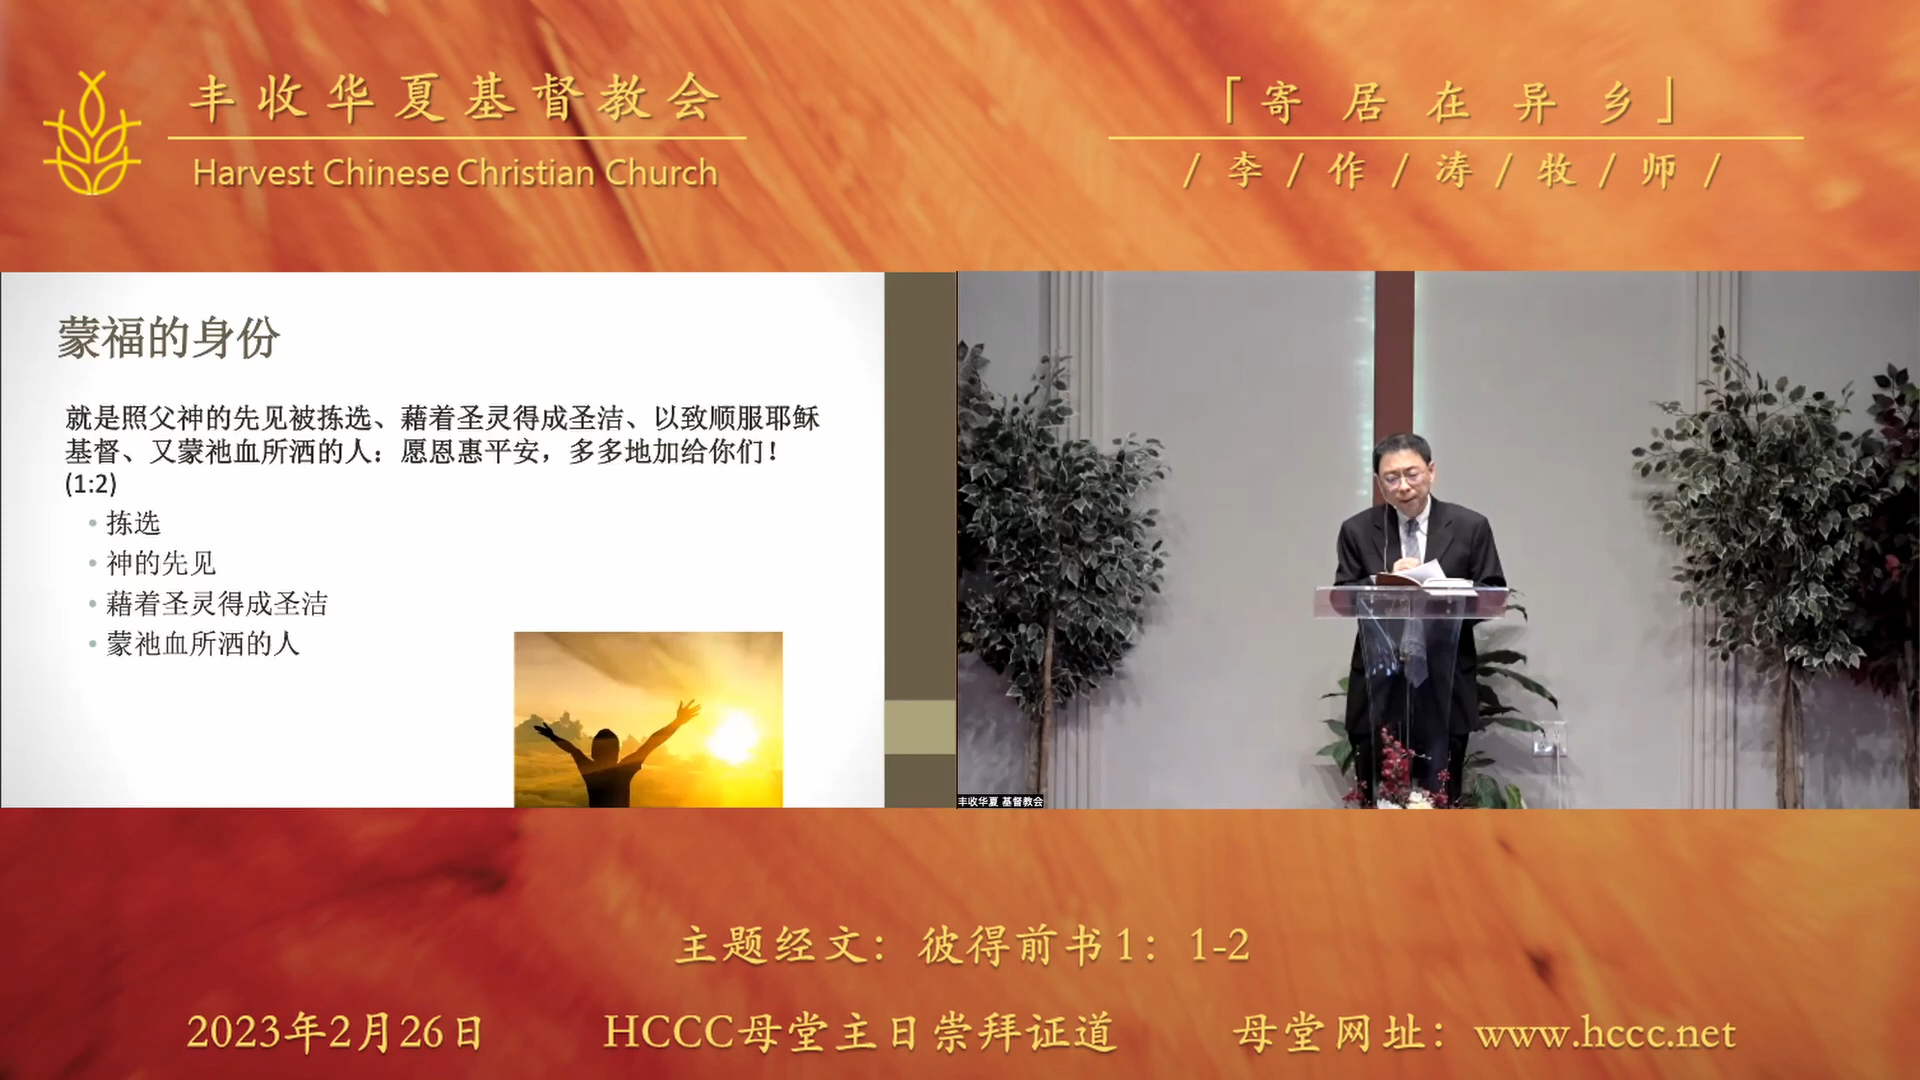 丰收华夏基督教会
Harvest Chinese Christian Church
「寄居在异乡」
/李/作/涛/牧/师/
蒙福的身份
就是照父神的先见被拣选、藉着圣灵得成圣洁、以致顺服耶稣
基督、又蒙祂血所洒的人：愿恩惠平安，多多地加给你们！
(1:2)
• 拣选
• 神的先见
• 藉着圣灵得成圣洁
• 蒙祂血所洒的人
丰收华夏 基督教会
主题经文：彼得前书1：1-2
2023年2月26日
HCCC母堂主日崇拜证道
母堂网址：www.hccc.net